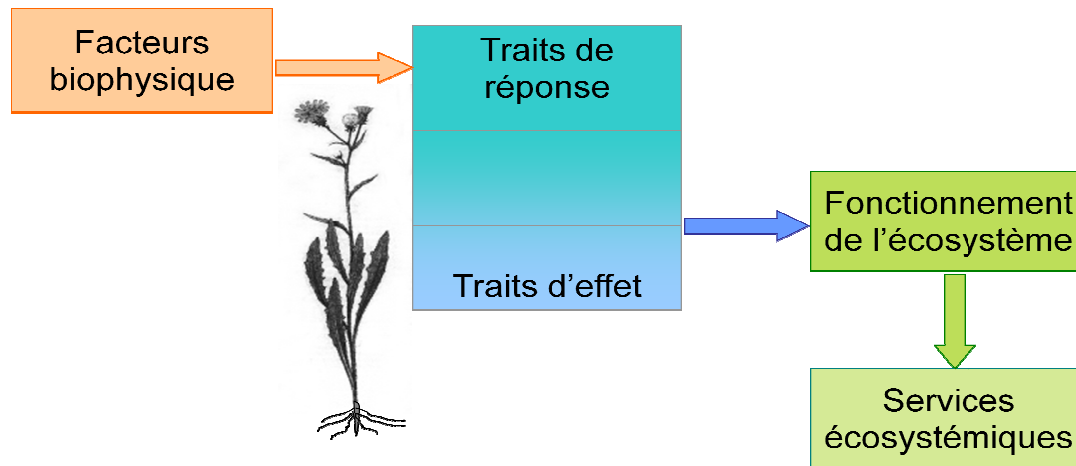 Facteurs
biophysique
Traits de
réponse
Traits d'effet
Fonctionnement
de l'écosystème
Services
écosystémiques